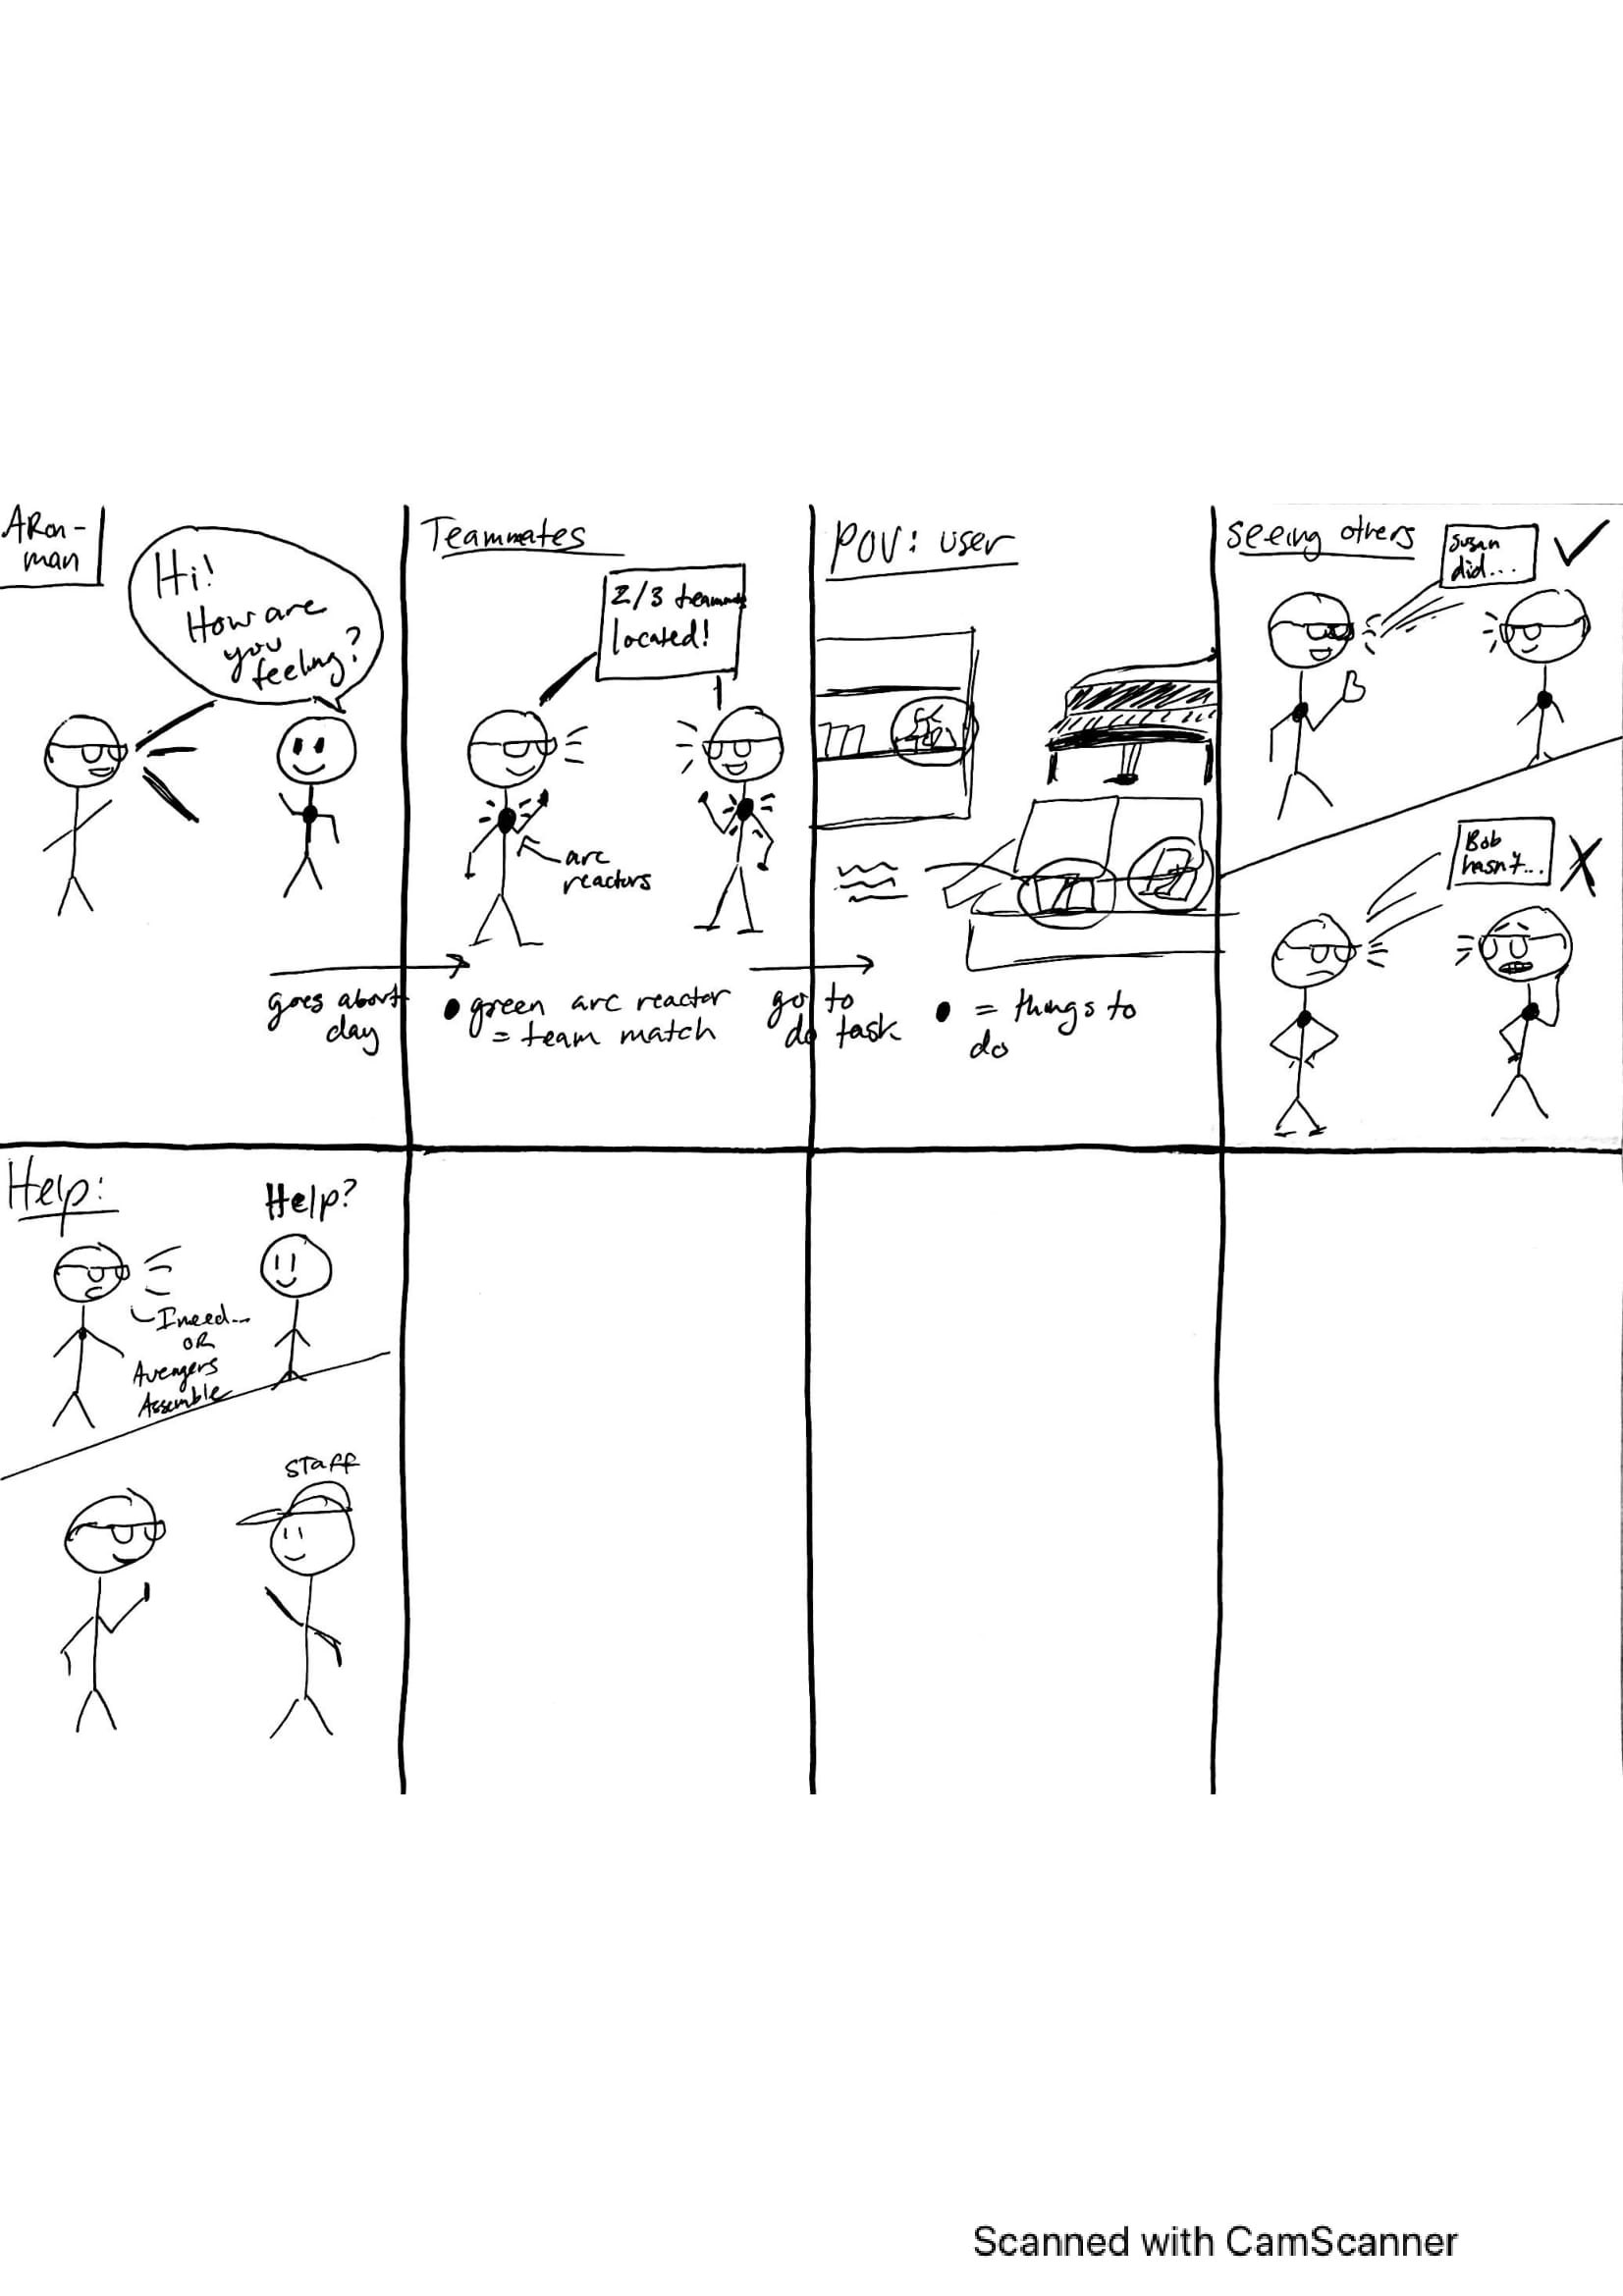 ARon-
man
Hi!
How are
you
feeling?
goes about
day
Teammates
2/3 teammates
located!
arc
reactors
green arc reactor
= team match
go to
do task
POV: user
= things to
do
seeing others
Susan
did...
Bob
hasn't...
Help:
Help?
I need...
OR
Avengers
Assemble
STAFF
Scanned with CamScanner